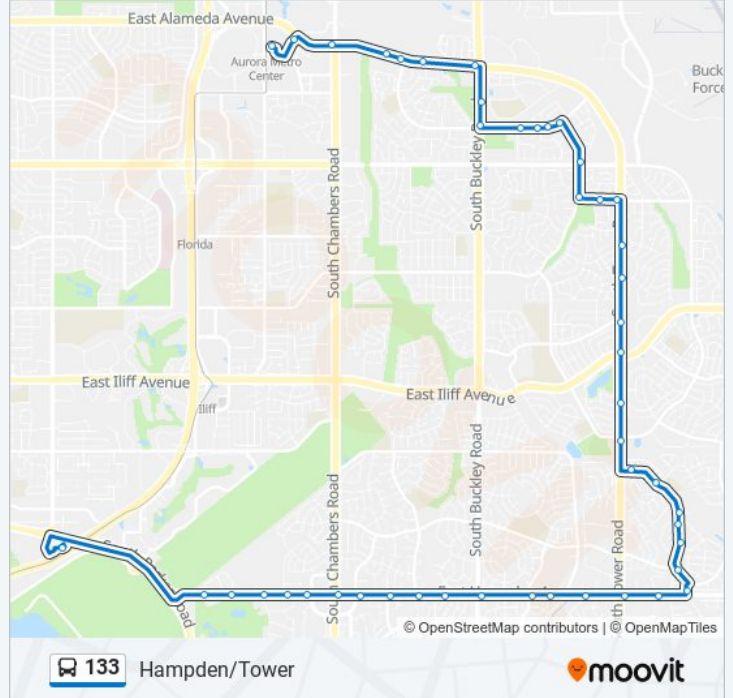 East Alameda Avenue
Aurora Metro
Center
Buck
Force
South Chambers Road
South Buckley R
Florida
East Iliff Avenue
East Iliff Avenue
Iliff
South Chambers Road
South Buckley Road
th Tower Road
© OpenStreetMap contributors | © OpenMapTiles
133 Hampden/Tower
moovit